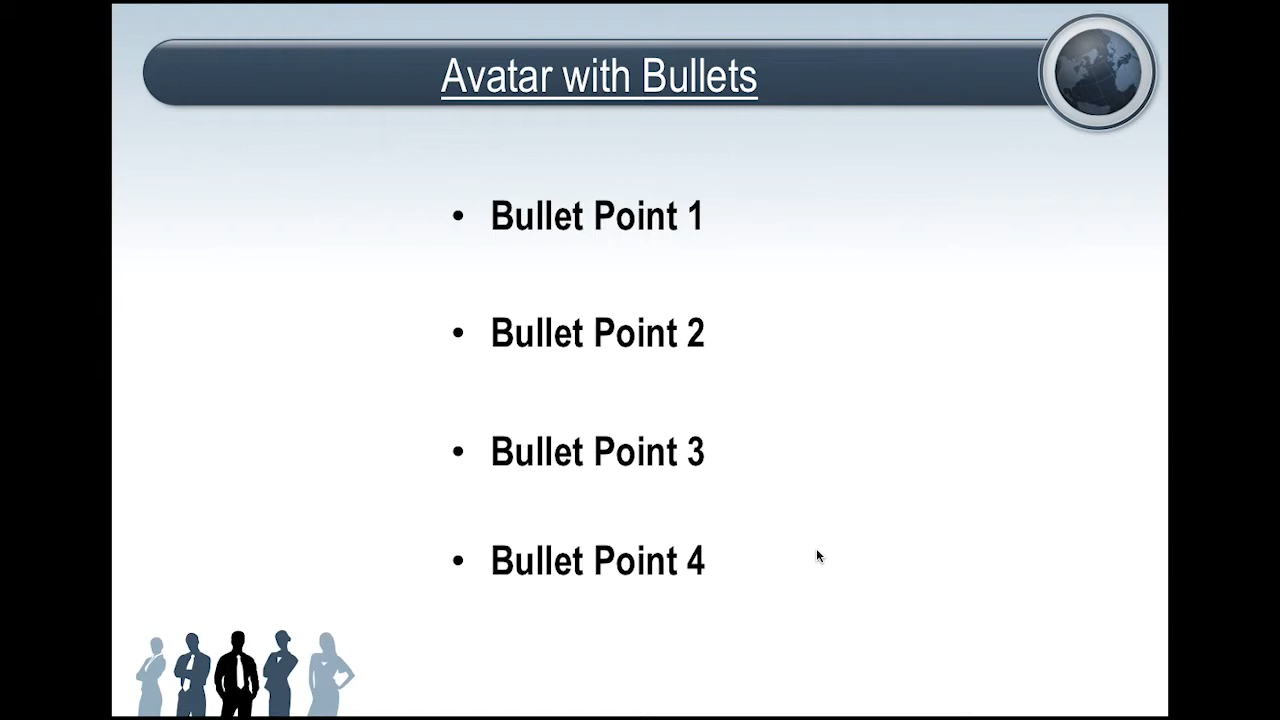 Avatar with Bullets
• Bullet Point 1
• Bullet Point 2
• Bullet Point 3
• Bullet Point 4